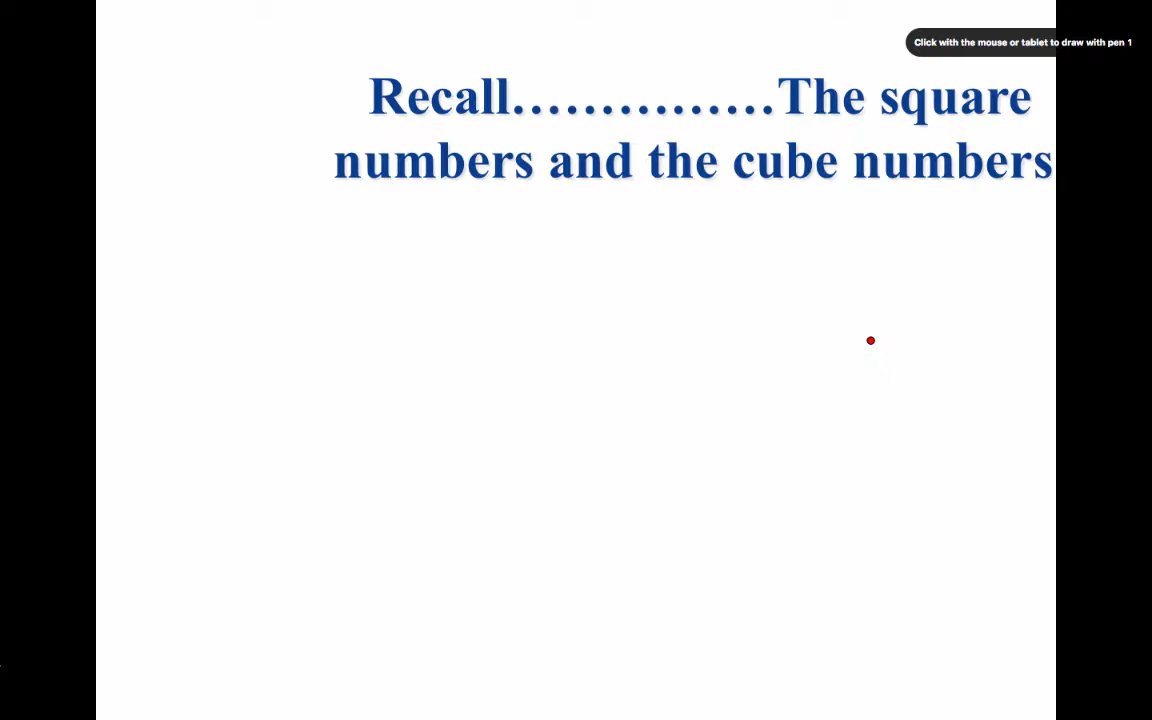 Click with the mouse or tablet to draw with pen 1
Recall……………The square
numbers and the cube numbers